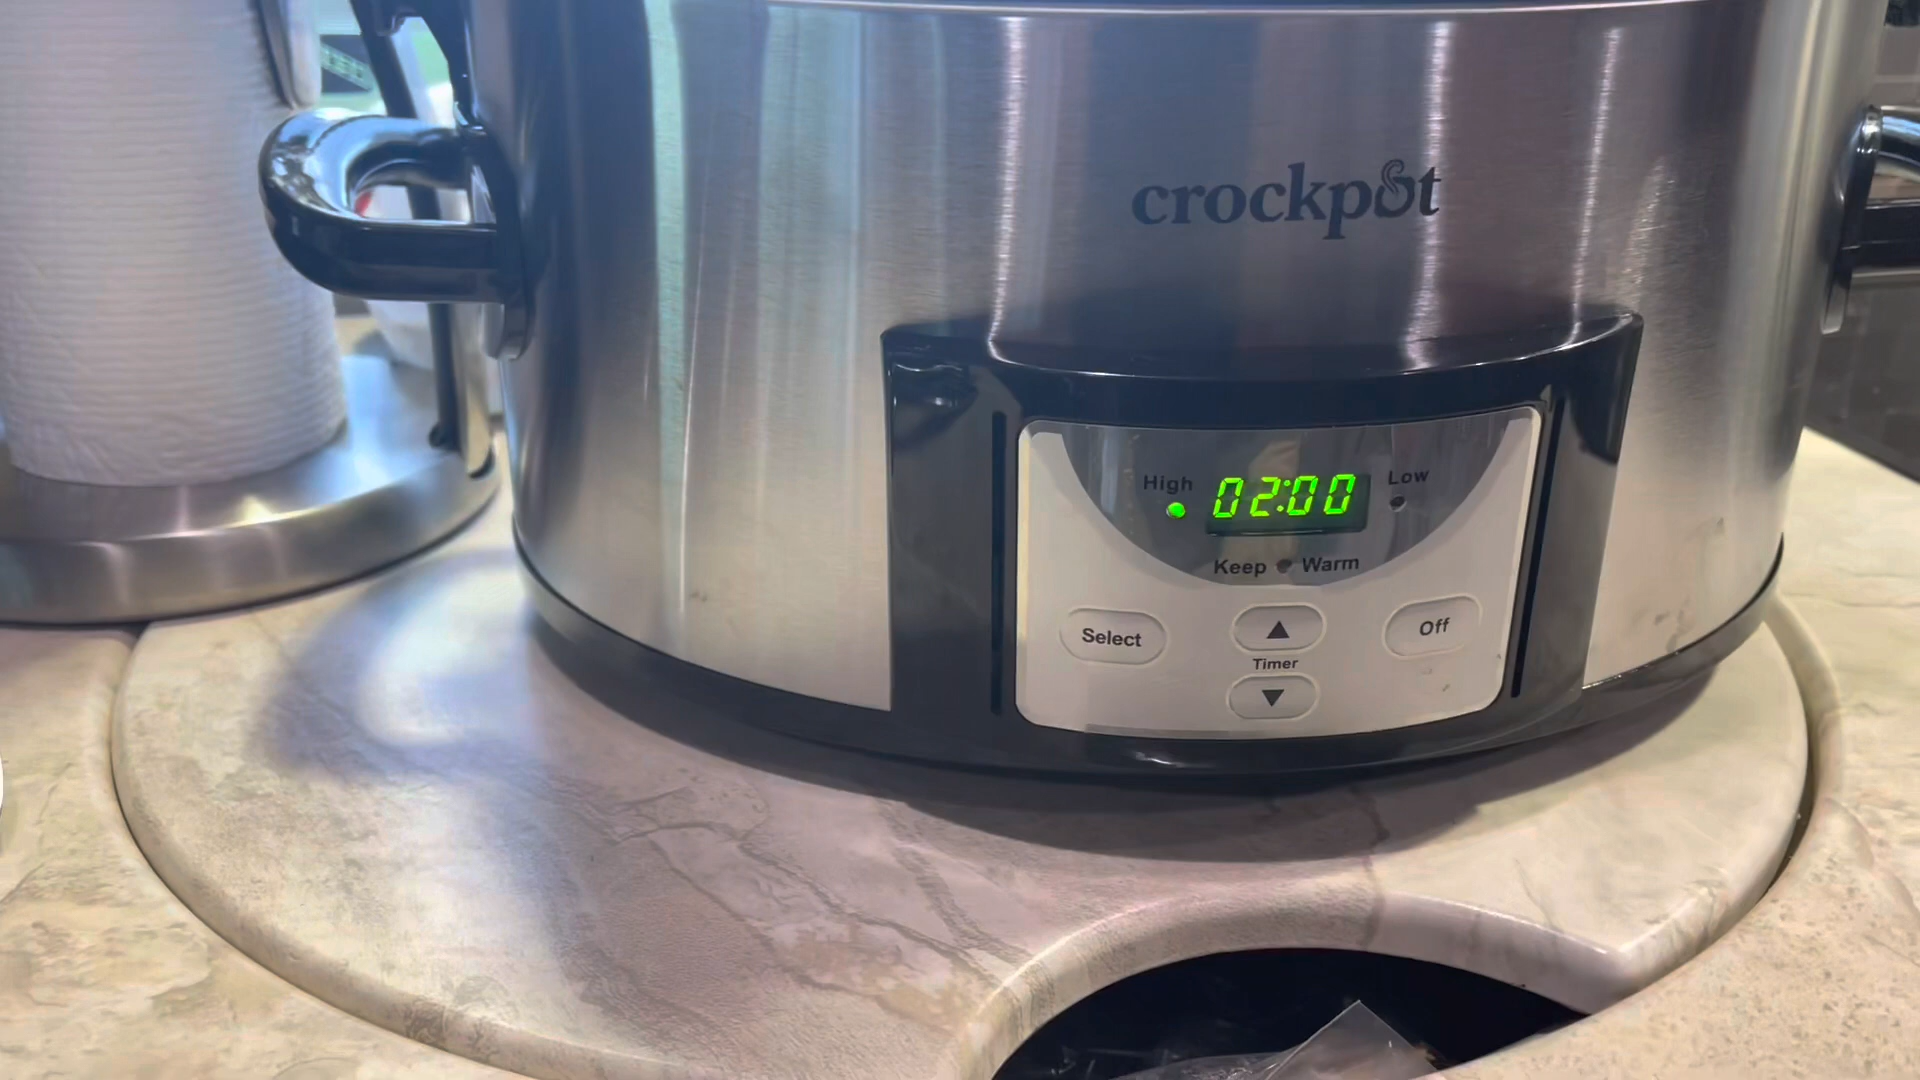 crockpot
High 02:00 Low
Keep Warm
Select
Off
Timer